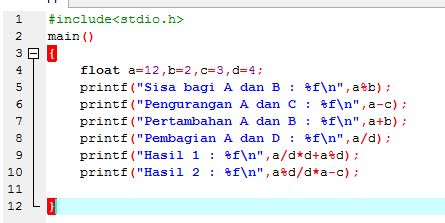 1 #include<stdio.h>
2 main()
3 {
4 float a=12,b=2,c=3,d=4;
5 printf("Sisa bagi A dan B : %f\n",a%b);
6 printf("Pengurangan A dan C : %f\n",a-c);
7 printf("Pertambahan A dan B : %f\n",a+b);
8 printf("Pembagian A dan D : %f\n",a/d);
9 printf("Hasil 1 : %f\n",a/d*d+a%d);
10 printf("Hasil 2 : %f\n",a%d/d*a-c);
11
12 }